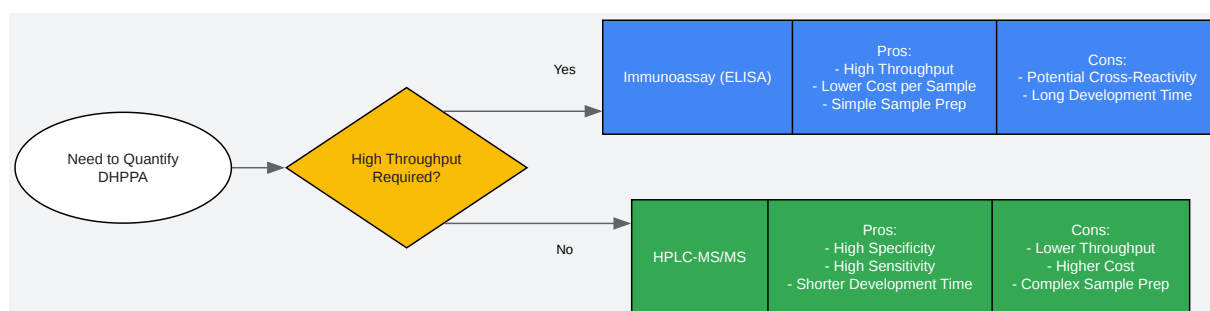 Need to Quantify
DHPPA
High Throughput
Required?
Yes
Immunoassay (ELISA)
Pros:
- High Throughput
- Lower Cost per Sample
- Simple Sample Prep
Cons:
- Potential Cross-Reactivity
- Long Development Time
No
HPLC-MS/MS
Pros:
- High Specificity
- High Sensitivity
- Shorter Development Time
Cons:
- Lower Throughput
- Higher Cost
- Complex Sample Prep